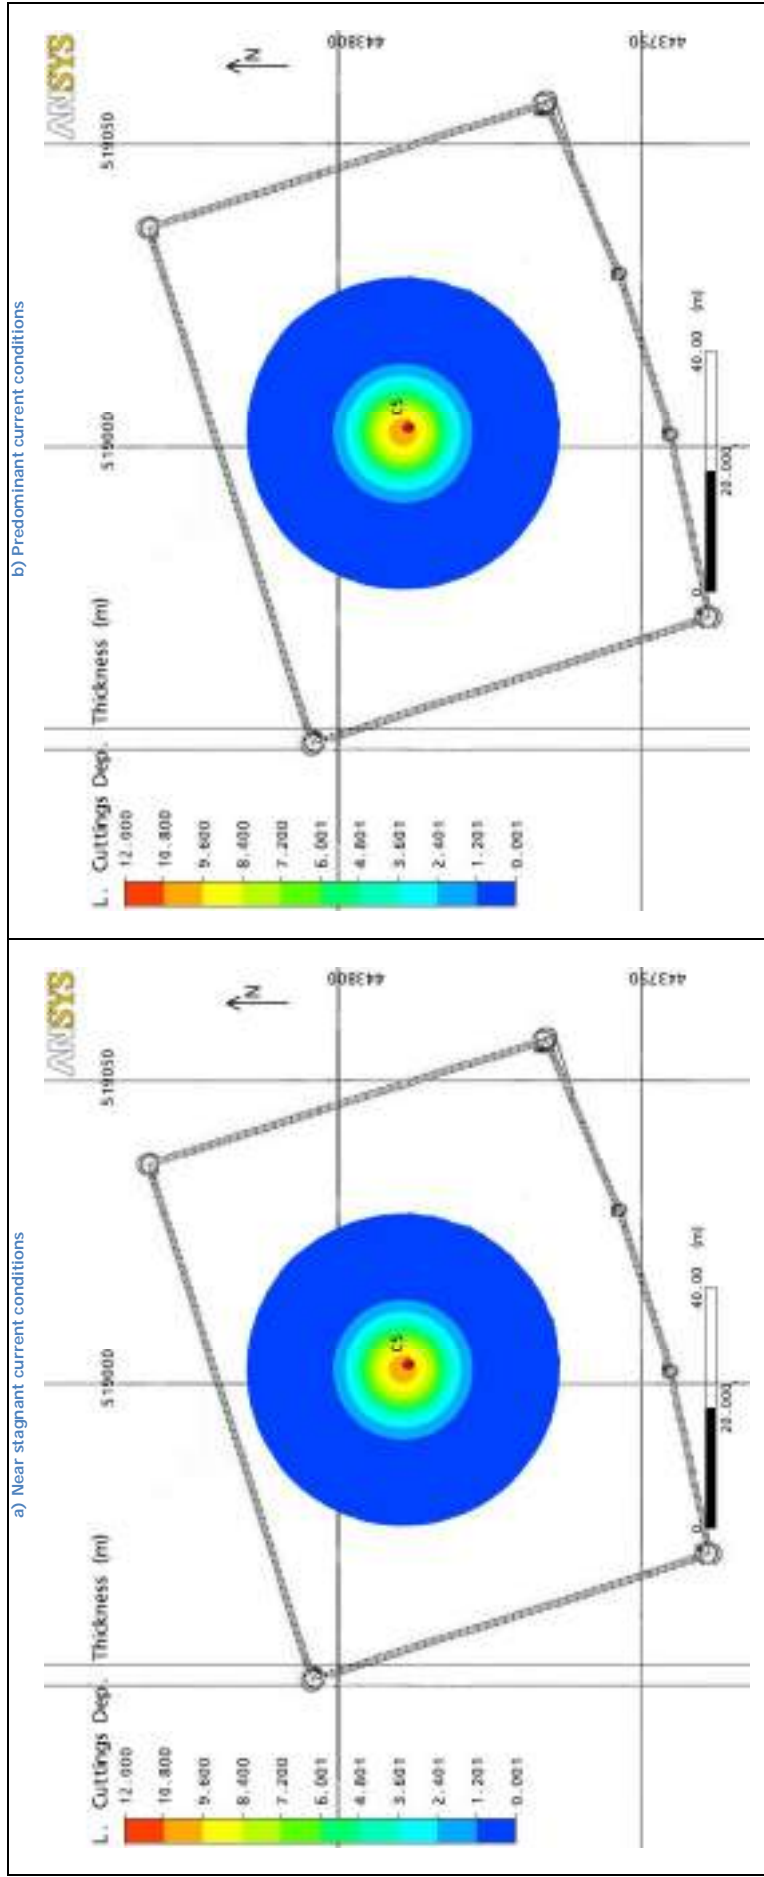 a) Near stagnant current conditions
ANSYS
L. Cuttings Dep. Thickness (m)
12.000
10.800
9.600
8.400
7.200
6.001
4.801
3.601
2.401
1.201
0.001
519000
519050
443800
443750
N
CS
0
20.000
40.00 (m)
b) Predominant current conditions
ANSYS
L. Cuttings Dep. Thickness (m)
12.000
10.800
9.600
8.400
7.200
6.001
4.801
3.601
2.401
1.201
0.001
519000
519050
443800
443750
N
CS
0
20.000
40.00 (m)